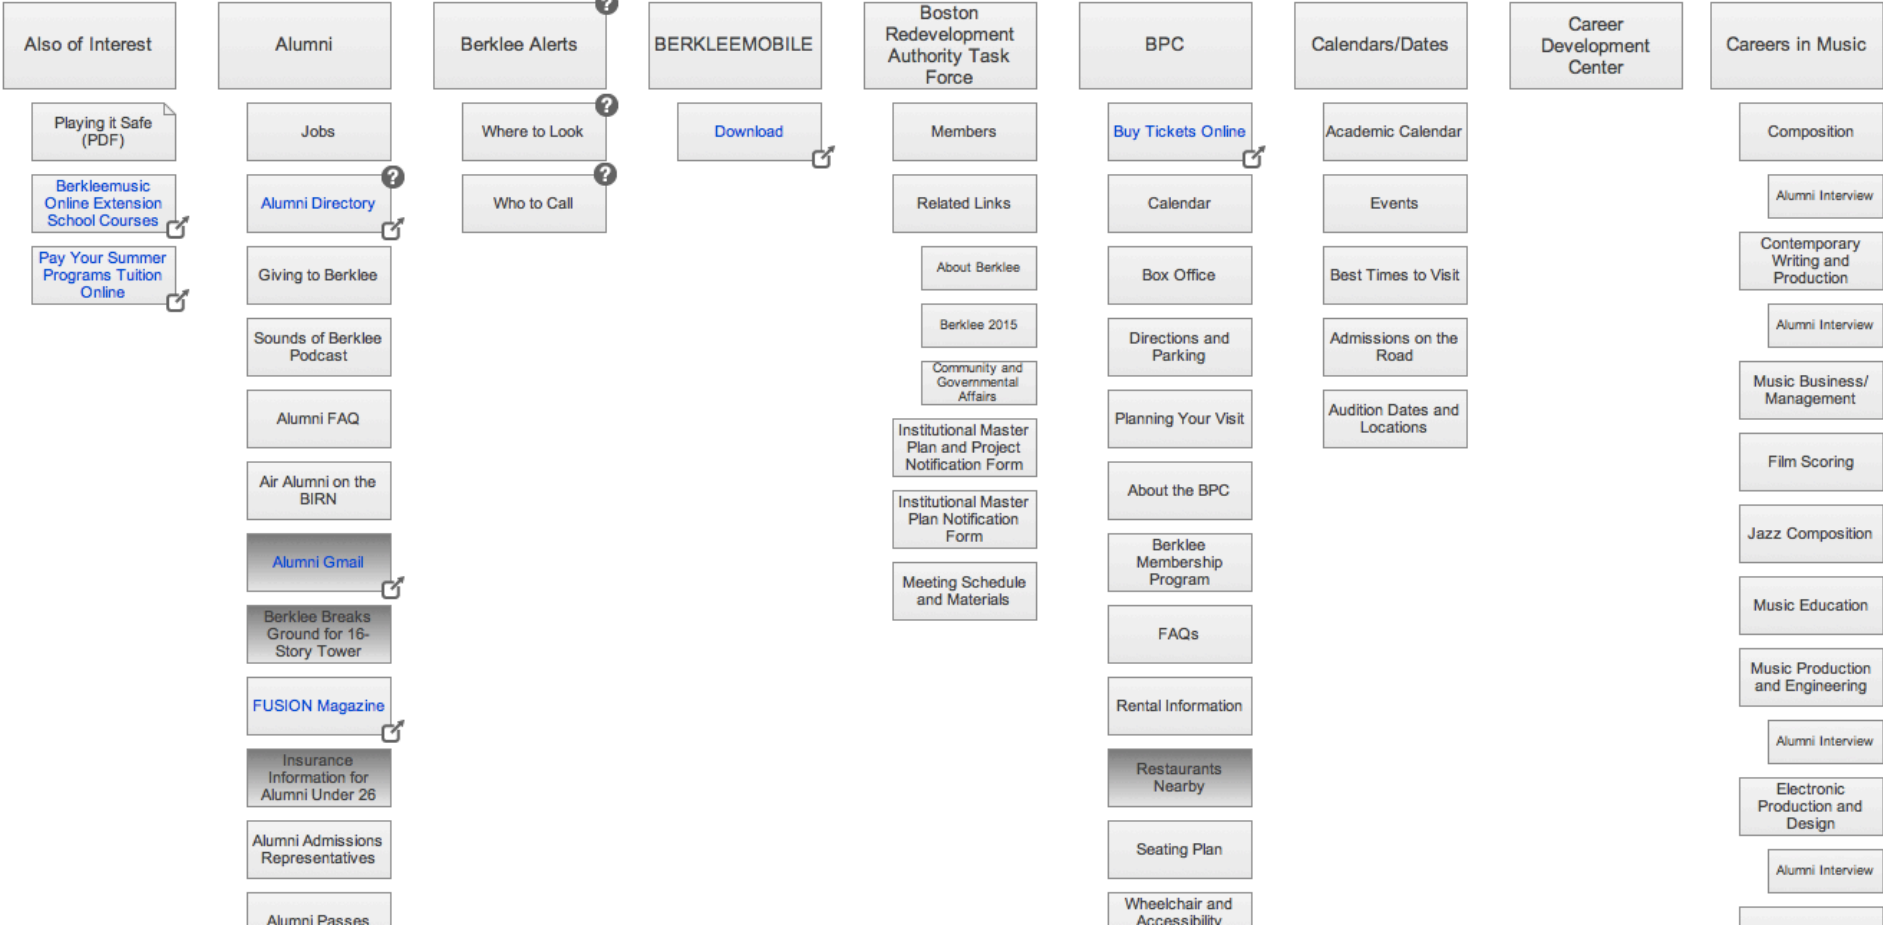 Also of Interest
Playing it Safe
(PDF)
Berkleemusic
Online Extension
School Courses
Pay Your Summer
Programs Tuition
Online
Alumni
Jobs
Alumni Directory
?
Giving to Berklee
Sounds of Berklee
Podcast
Alumni FAQ
Air Alumni on the
BIRN
Alumni Gmail
Berklee Breaks
Ground for 16-
Story Tower
FUSION Magazine
Insurance
Information for
Alumni Under 26
Alumni Admissions
Representatives
Alumni Passes
Berklee Alerts
?
Where to Look
?
Who to Call
?
BERKLEEMOBILE
Download
Boston
Redevelopment
Authority Task
Force
Members
Related Links
About Berklee
Berklee 2015
Community and
Governmental
Affairs
Institutional Master
Plan and Project
Notification Form
Institutional Master
Plan Notification
Form
Meeting Schedule
and Materials
BPC
Buy Tickets Online
Calendar
Box Office
Directions and
Parking
Planning Your Visit
About the BPC
Berklee
Membership
Program
FAQs
Rental Information
Restaurants
Nearby
Seating Plan
Wheelchair and
Accessibility
Calendars/Dates
Academic Calendar
Events
Best Times to Visit
Admissions on the
Road
Audition Dates and
Locations
Career
Development
Center
Careers in Music
Composition
Alumni Interview
Contemporary
Writing and
Production
Alumni Interview
Music Business/
Management
Film Scoring
Jazz Composition
Music Education
Music Production
and Engineering
Alumni Interview
Electronic
Production and
Design
Alumni Interview